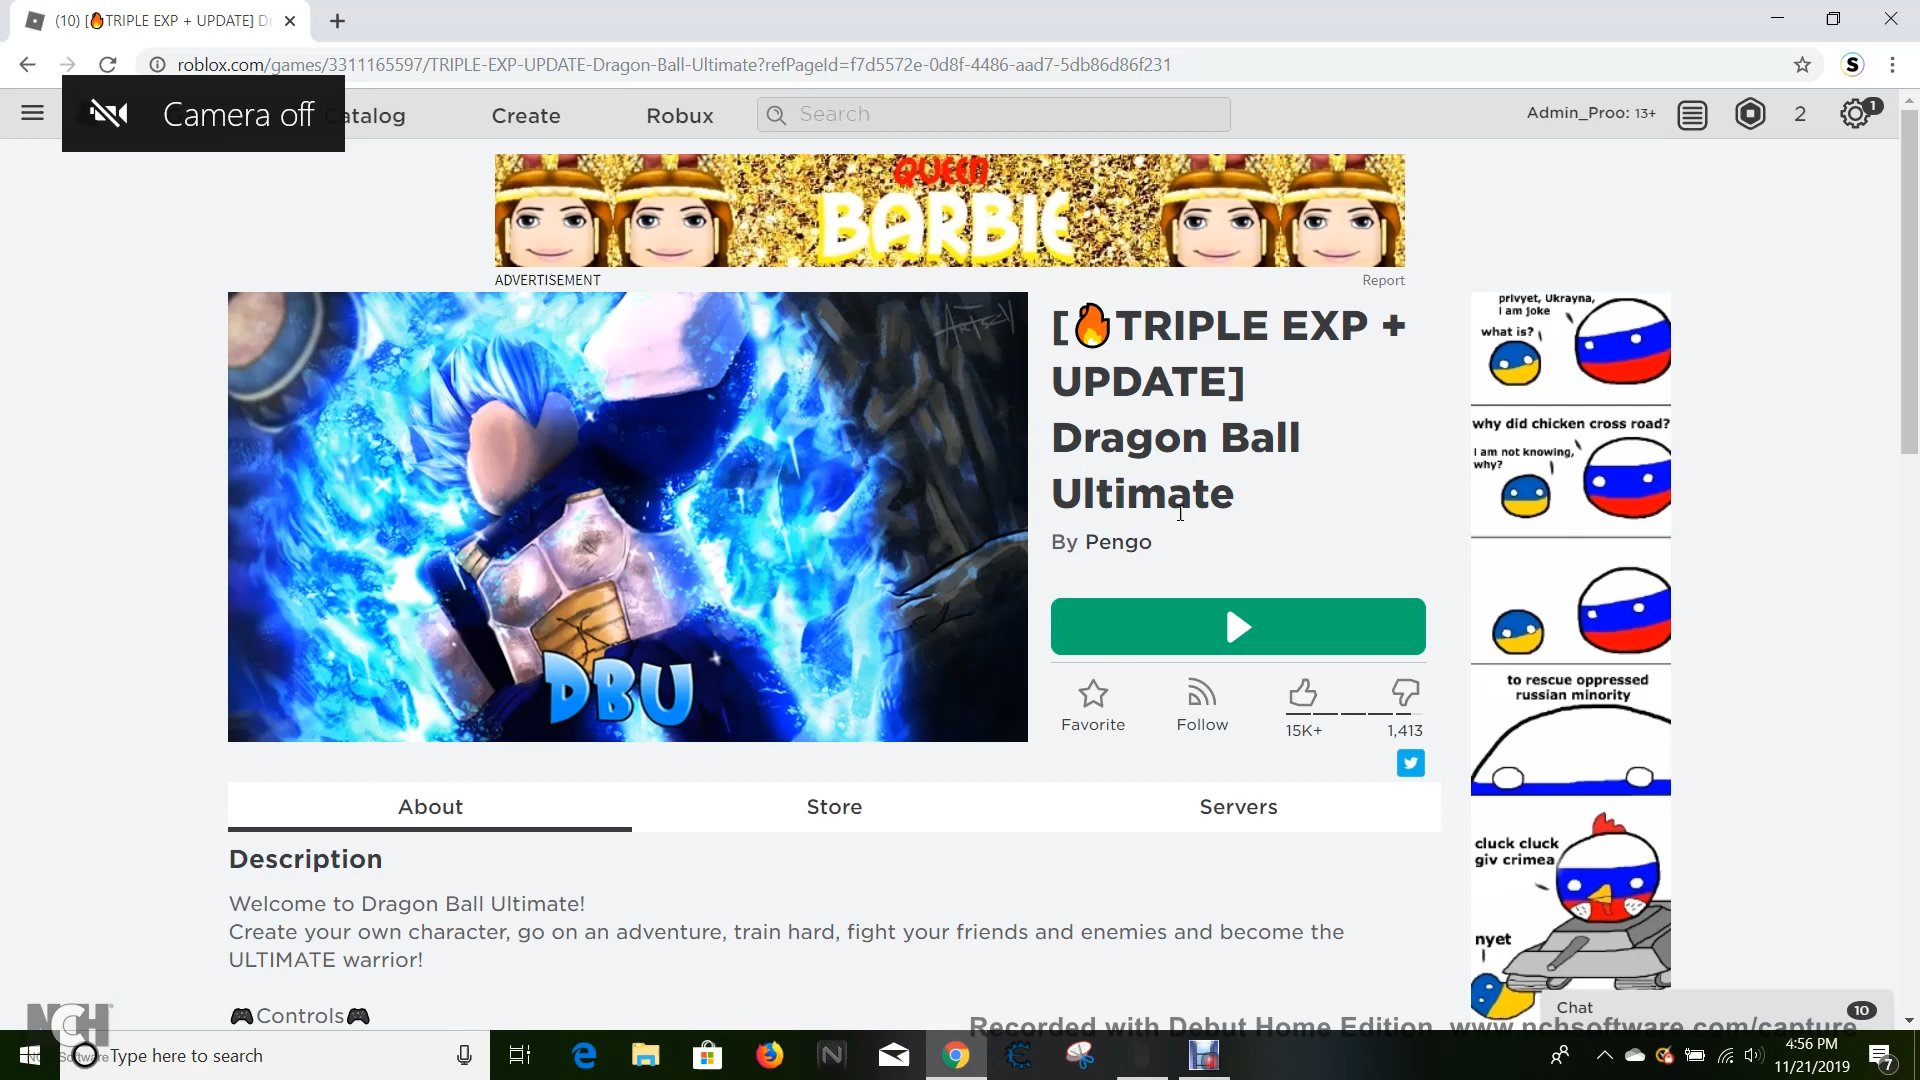 (10) [🔥TRIPLE EXP + UPDATE] D
roblox.com/games/3311165597/TRIPLE-EXP-UPDATE-Dragon-Ball-Ultimate?refPageId=f7d5572e-0d8f-4486-aad7-5db86d86f231
Camera off
atalog
Create
Robux
Search
Admin_Proo: 13+
2
1
QUEEN
BARBIE
ADVERTISEMENT
Report
Artsev
[🔥TRIPLE EXP +
UPDATE]
Dragon Ball
Ultimate
By Pengo
Favorite
Follow
15K+
1,413
DBU
privyet, Ukrayna,
I am joke
what is?
why did chicken cross road?
I am not knowing,
why?
to rescue oppressed
russian minority
cluck cluck
giv crimea
nyet
About
Store
Servers
Description
Welcome to Dragon Ball Ultimate!
Create your own character, go on an adventure, train hard, fight your friends and enemies and become the
ULTIMATE warrior!
🎮Controls🎮
Chat
10
NCH
Recorded with Debut Home Edition www.nchsoftware.com/capture
Software
Type here to search
4:56 PM
11/21/2019
7